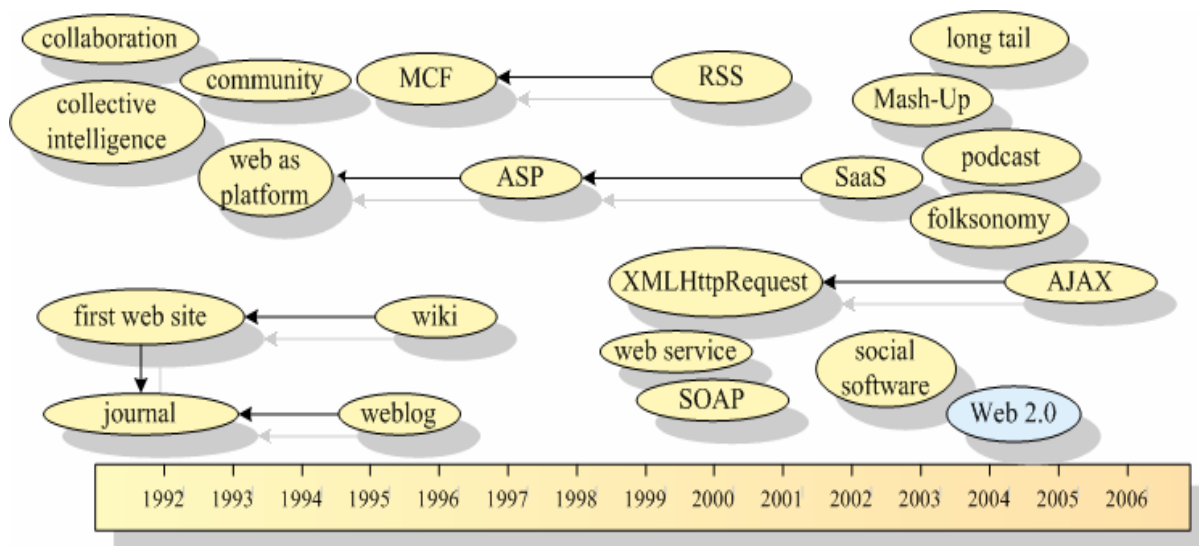 collaboration
long tail
community
MCF
RSS
Mash-Up
collective
intelligence
web as
platform
ASP
SaaS
podcast
folksonomy
XMLHttpRequest
AJAX
first web site
wiki
web service
social
software
SOAP
journal
weblog
Web 2.0
1992 1993 1994 1995 1996 1997 1998 1999 2000 2001 2002 2003 2004 2005 2006